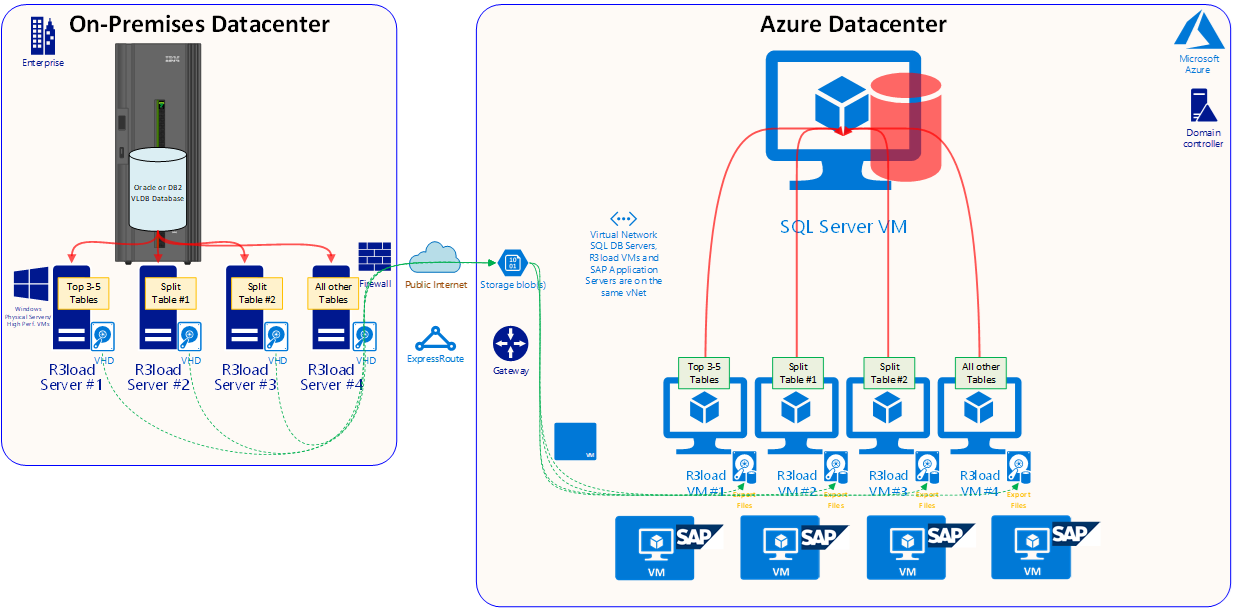 On-Premises Datacenter
Enterprise
IBM
Oracle or DB2
VLDB Database
Windows
Physical Servers/
High Perf. VMs
Top 3-5
Tables
Split
Table #1
Split
Table #2
All other
Tables
VHD
VHD
VHD
VHD
R3load
Server #1
R3load
Server #2
R3load
Server #3
R3load
Server #4
Firewall
Public Internet
ExpressRoute
Azure Datacenter
Microsoft
Azure
Domain
controller
SQL Server VM
Virtual Network
SQL DB Servers,
R3load VMs and
SAP Application
Servers are on the
same vNet
10
01
Storage blob(s)
Gateway
VM
Top 3-5
Tables
Split
Table #1
Split
Table #2
All other
Tables
R3load
VM #1
R3load
VM #2
R3load
VM #3
R3load
VM #4
Export
Files
Export
Files
Export
Files
Export
Files
SAP
VM
SAP
VM
SAP
VM
SAP
VM